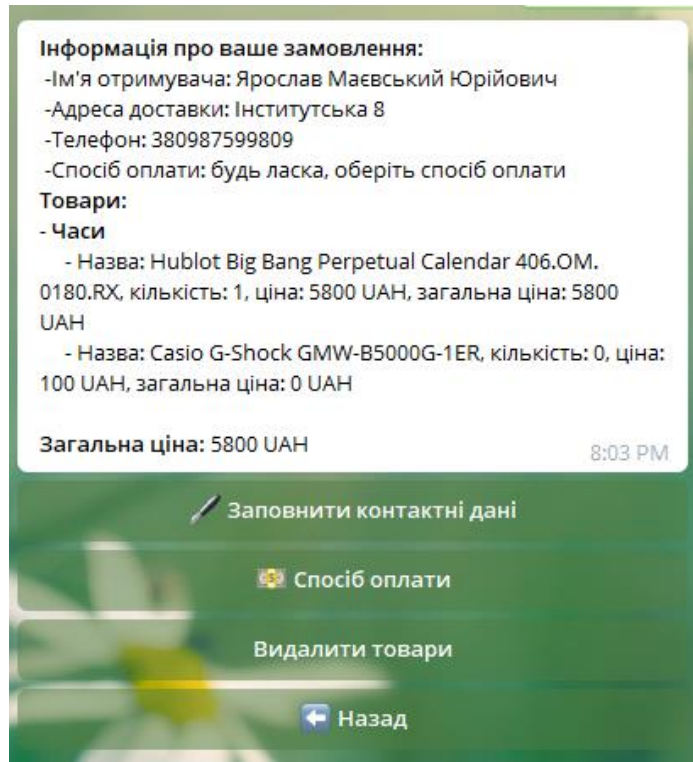 Інформація про ваше замовлення:
-Ім'я отримувача: Ярослав Маєвський Юрійович
-Адреса доставки: Інститутська 8
-Телефон: 380987599809
-Спосіб оплати: будь ласка, оберіть спосіб оплати
Товари:
- Часи
- Назва: Hublot Big Bang Perpetual Calendar 406.OM.
0180.RX, кількість: 1, ціна: 5800 UAH, загальна ціна: 5800
UAH
- Назва: Casio G-Shock GMW-B5000G-1ER, кількість: 0, ціна:
100 UAH, загальна ціна: 0 UAH
Загальна ціна: 5800 UAH
8:03 PM
Заповнити контактні дані
Спосіб оплати
Видалити товари
Назад